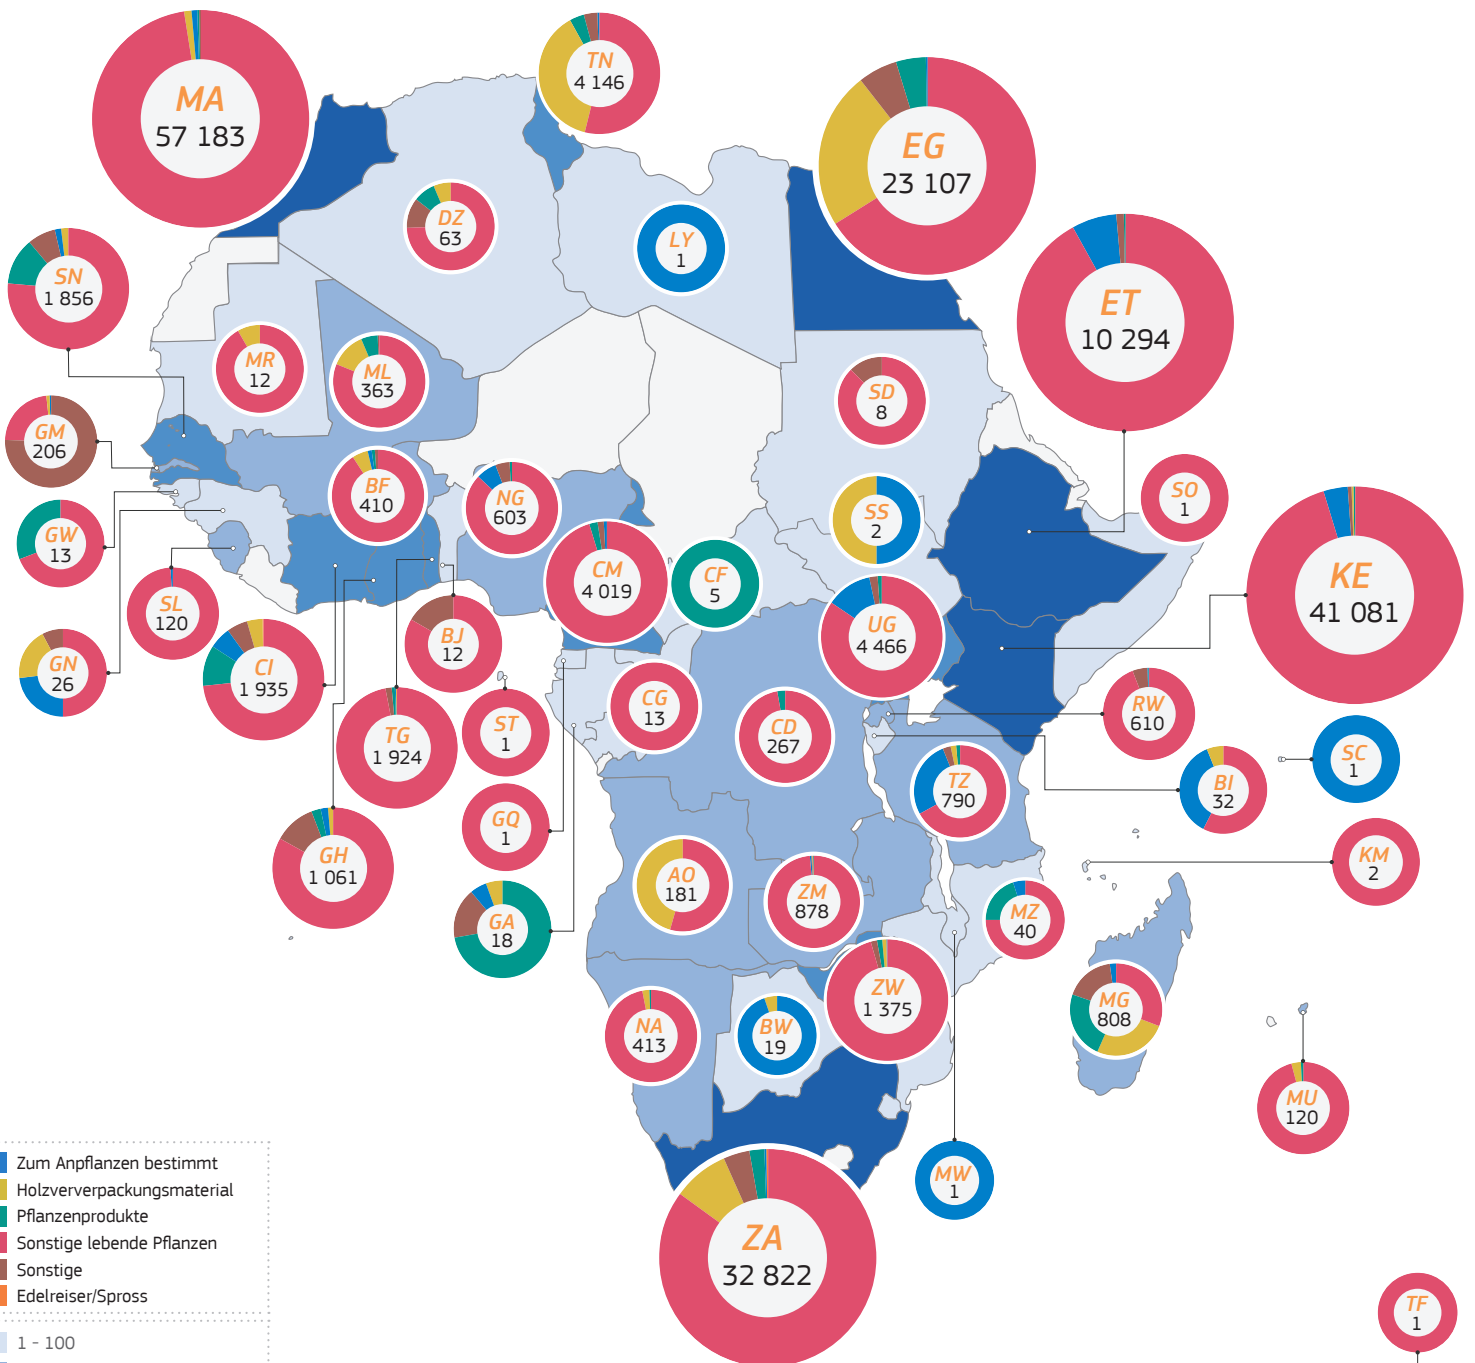 MA
57 183
TN
4 146
EG
23 107
DZ
63
LY
1
ET
10 294
SN
1 856
MR
12
ML
363
SD
8
GM
206
BF
410
NG
603
SS
2
SO
1
KE
41 081
GW
13
CM
4 019
CF
5
SL
120
BJ
12
UG
4 466
GN
26
CI
1 935
TG
1 924
ST
1
CG
13
CD
267
RW
610
SC
1
TZ
790
BI
32
GQ
1
GH
1 061
KM
2
GA
18
AO
181
ZM
878
MZ
40
NA
413
BW
19
ZW
1 375
MG
808
MU
120
MW
1
ZA
32 822
TF
1
Zum Anpflanzen bestimmt
Holzververpackungsmaterial
Pflanzenprodukte
Sonstige lebende Pflanzen
Sonstige
Edelreiser/Spross
1 - 100